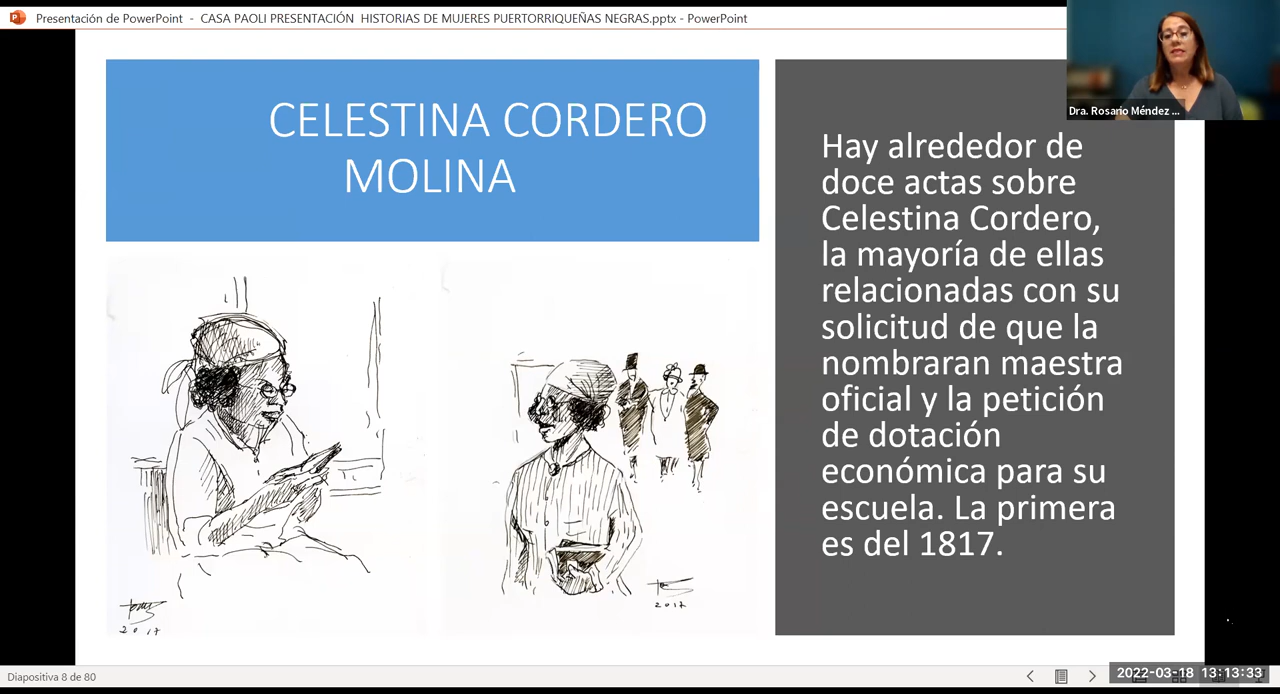 Presentación de PowerPoint - CASA PAOLI PRESENTACIÓN HISTORIAS DE MUJERES PUERTORRIQUEÑAS NEGRAS.pptx - PowerPoint
Dra. Rosario Méndez ...
CELESTINA CORDERO
MOLINA
Hay alrededor de
doce actas sobre
Celestina Cordero,
la mayoría de ellas
relacionadas con su
solicitud de que la
nombraran maestra
oficial y la petición
de dotación
económica para su
escuela. La primera
es del 1817.
2017
2017
Diapositiva 8 de 80
2022-03-18 13:13:33